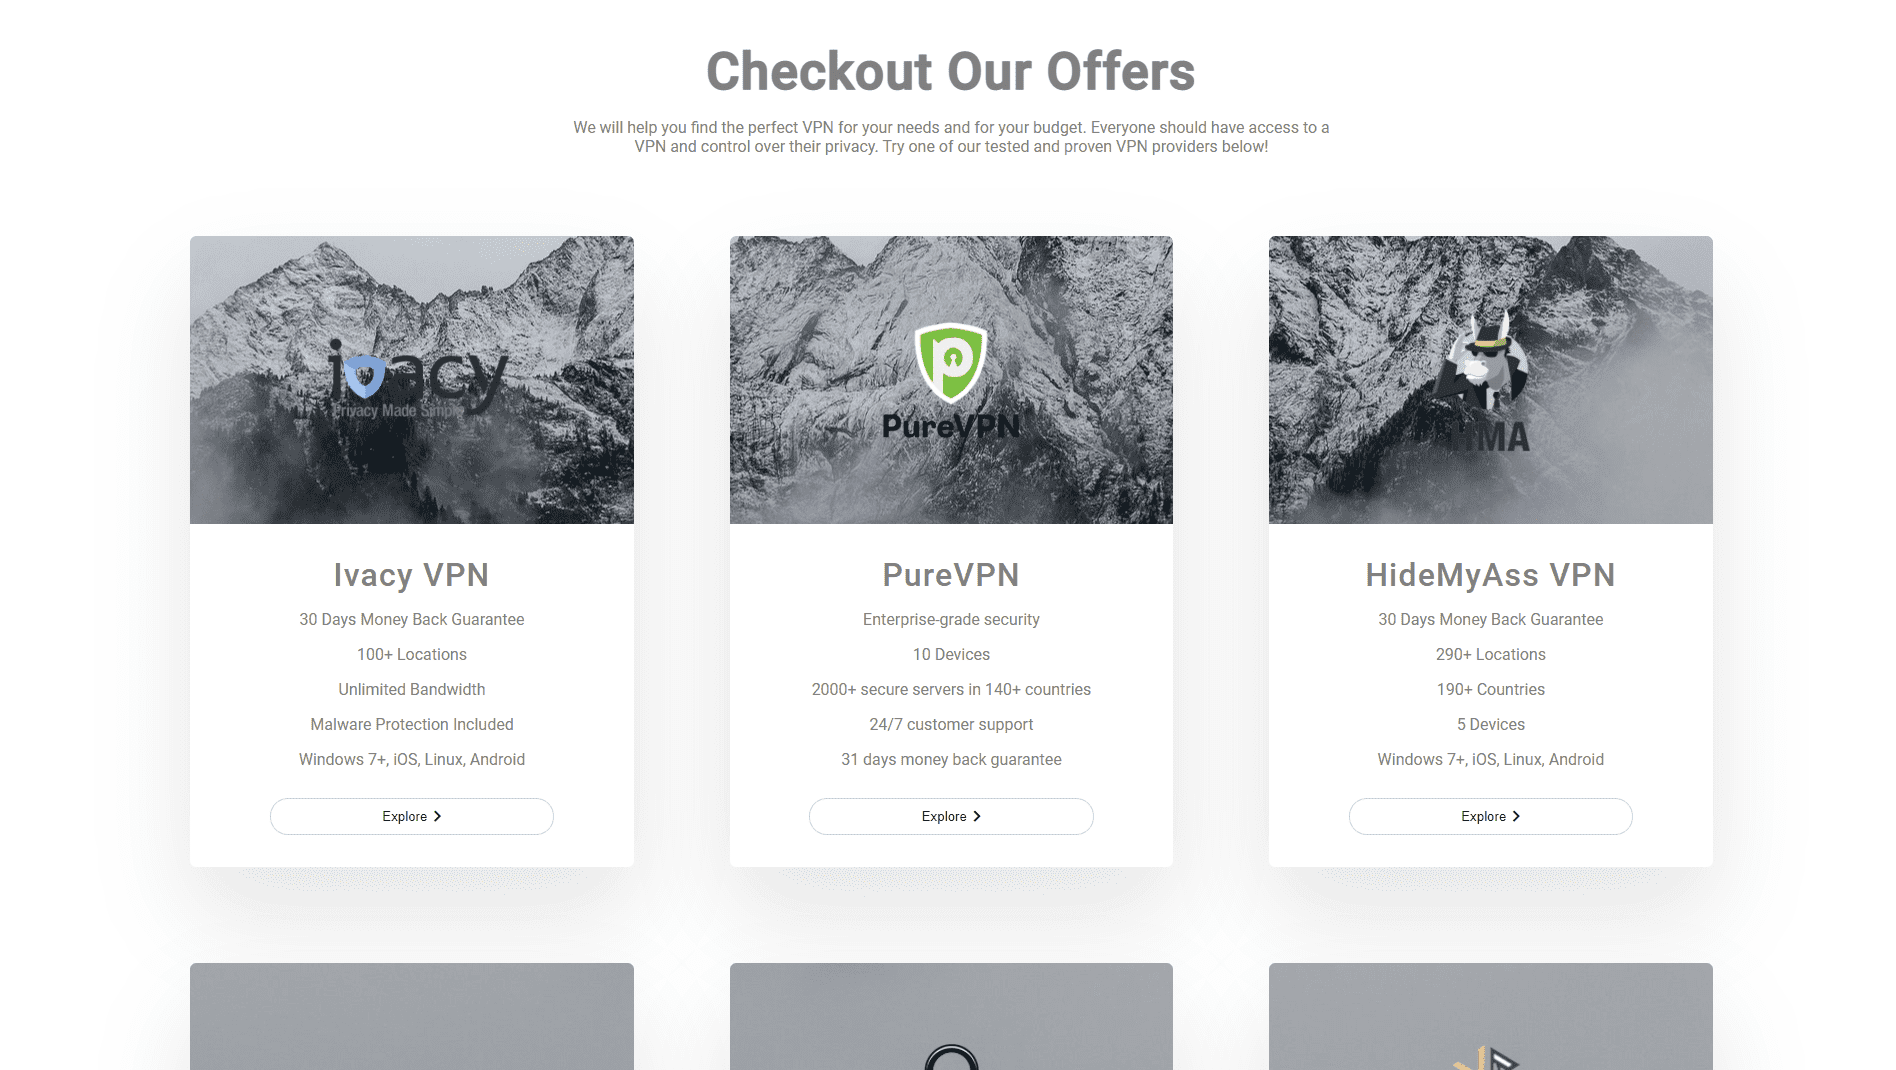 Checkout Our Offers
We will help you find the perfect VPN for your needs and for your budget. Everyone should have access to a
VPN and control over their privacy. Try one of our tested and proven VPN providers below!
ivacy
Privacy Made Simple
PureVPN
HMA
Ivacy VPN
30 Days Money Back Guarantee
100+ Locations
Unlimited Bandwidth
Malware Protection Included
Windows 7+, iOS, Linux, Android
Explore
PureVPN
Enterprise-grade security
10 Devices
2000+ secure servers in 140+ countries
24/7 customer support
31 days money back guarantee
Explore
HideMyAss VPN
30 Days Money Back Guarantee
290+ Locations
190+ Countries
5 Devices
Windows 7+, iOS, Linux, Android
Explore